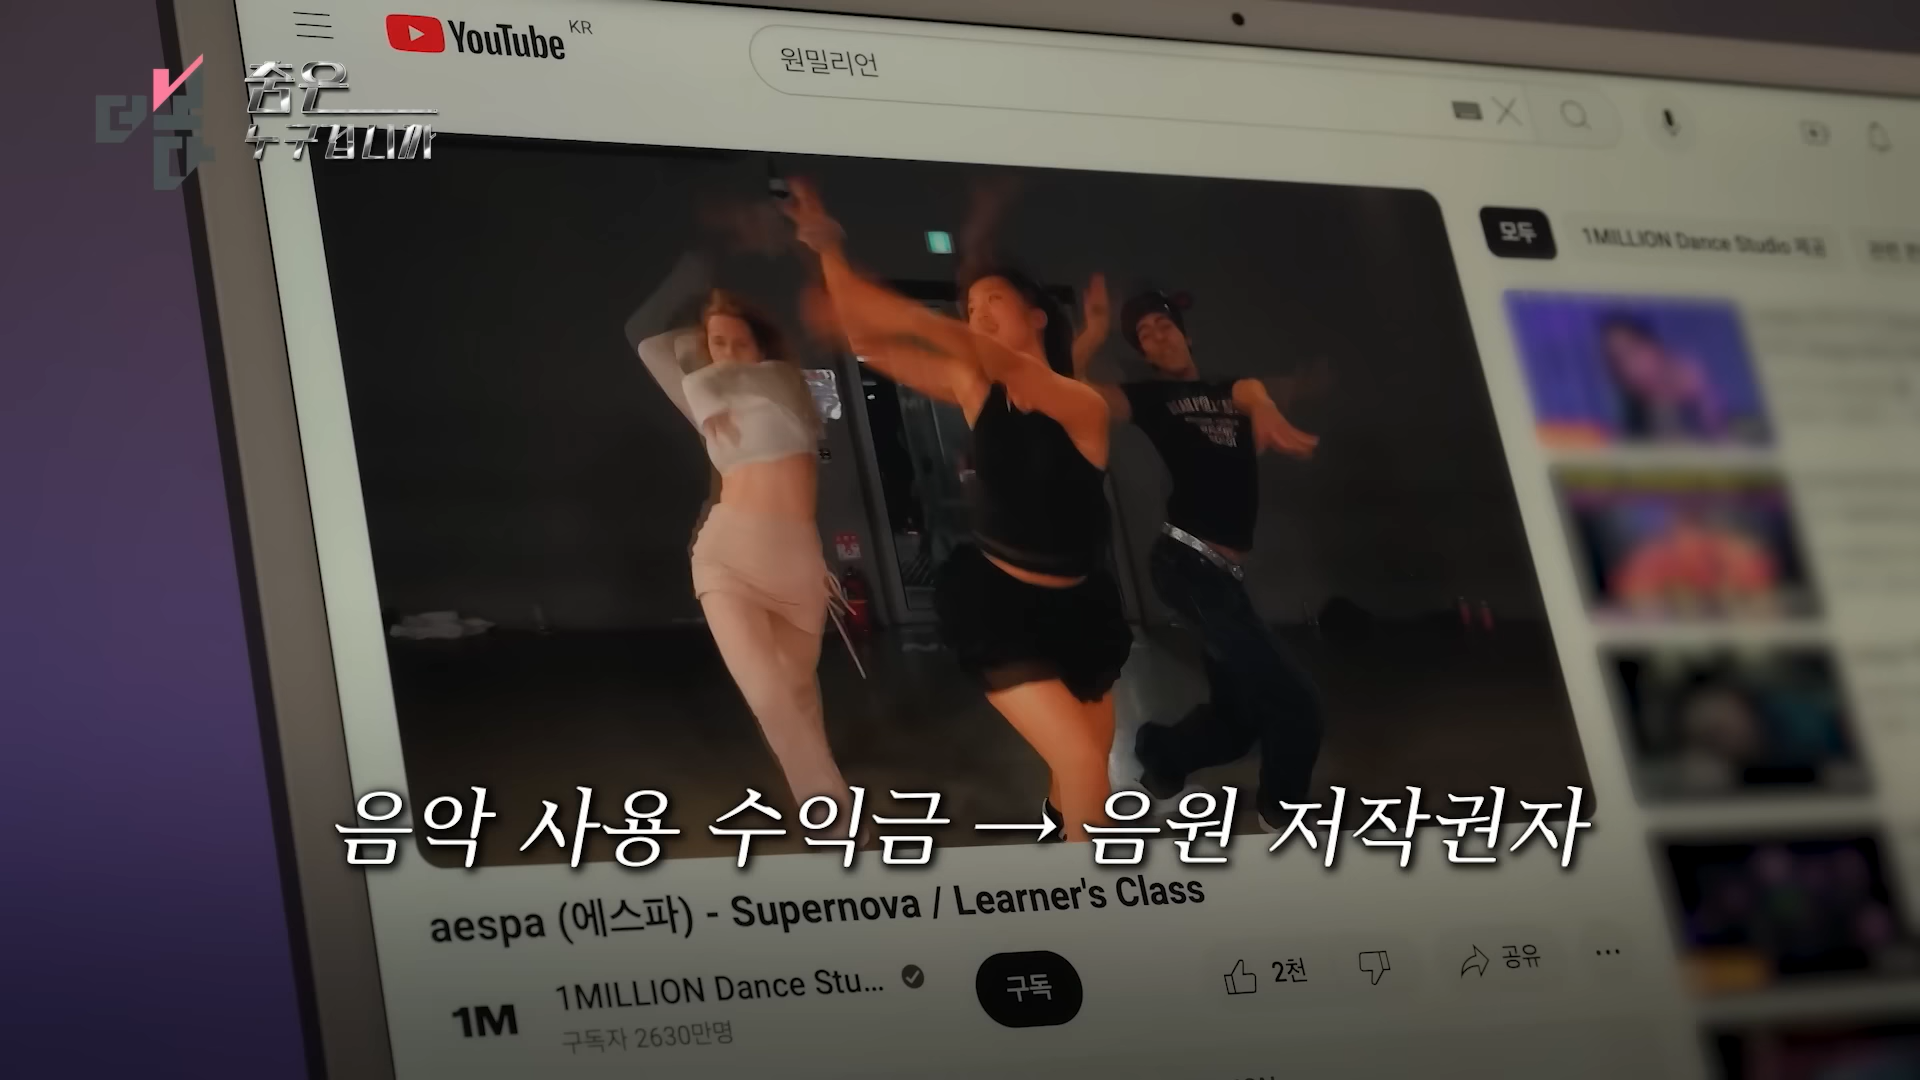 YouTube KR
원밀리언
더 보다
춤은
누구겁니까
모두
1MILLION Dance Studio 제공
음악 사용 수익금 → 음원 저작권자
aespa (에스파) - Supernova / Learner's Class
1M
1MILLION Dance Stu...
구독자 2630만명
구독
2천
공유